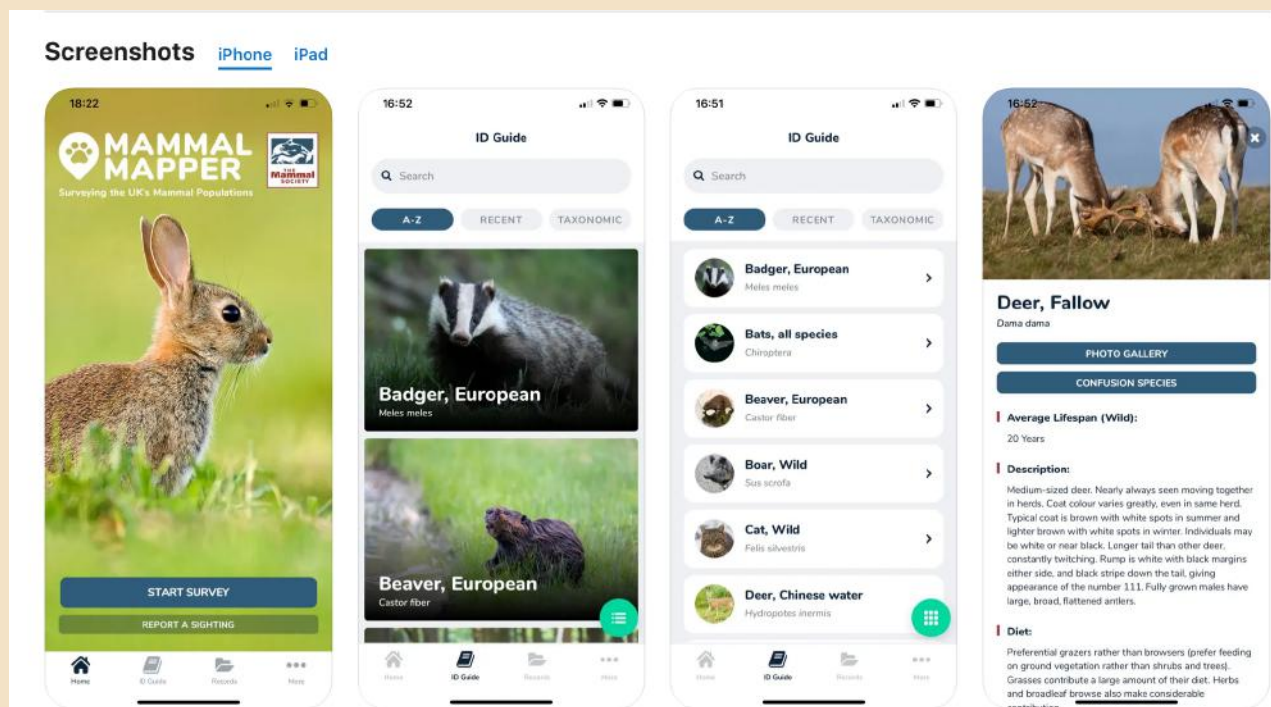 Screenshots iPhone iPad
18:22
MAMMAL
MAPPER
THE
Mammal
SOCIETY
Surveying the UK's Mammal Populations
START SURVEY
REPORT A SIGHTING
Home ID Guide Records More
16:52
ID Guide
Search
A-Z RECENT TAXONOMIC
Badger, European
Meles meles
Beaver, European
Castor fiber
Home ID Guide Records More
16:51
ID Guide
Search
A-Z RECENT TAXONOMIC
Badger, European
Meles meles
Bats, all species
Chiroptera
Beaver, European
Castor fiber
Boar, Wild
Sus scrofa
Cat, Wild
Felis silvestris
Deer, Chinese water
Hydropotes inermis
Home ID Guide Records More
16:52
Deer, Fallow
Dama dama
PHOTO GALLERY
CONFUSION SPECIES
Average Lifespan (Wild):
20 Years
Description:
Medium-sized deer. Nearly always seen moving together
in herds. Coat colour varies greatly, even in same herd.
Typical coat is brown with white spots in summer and
lighter brown with white spots in winter. Individuals may
be white or near black. Longer tail than other deer,
constantly twitching. Rump is white with black margins
either side, and black stripe down the tail, giving
appearance of the number 111. Fully grown males have
large, broad, flattened antlers.
Diet:
Preferential grazers rather than browsers (prefer feeding
on ground vegetation rather than shrubs and trees).
Grasses contribute a large amount of their diet. Herbs
and broadleaf browse also make considerable